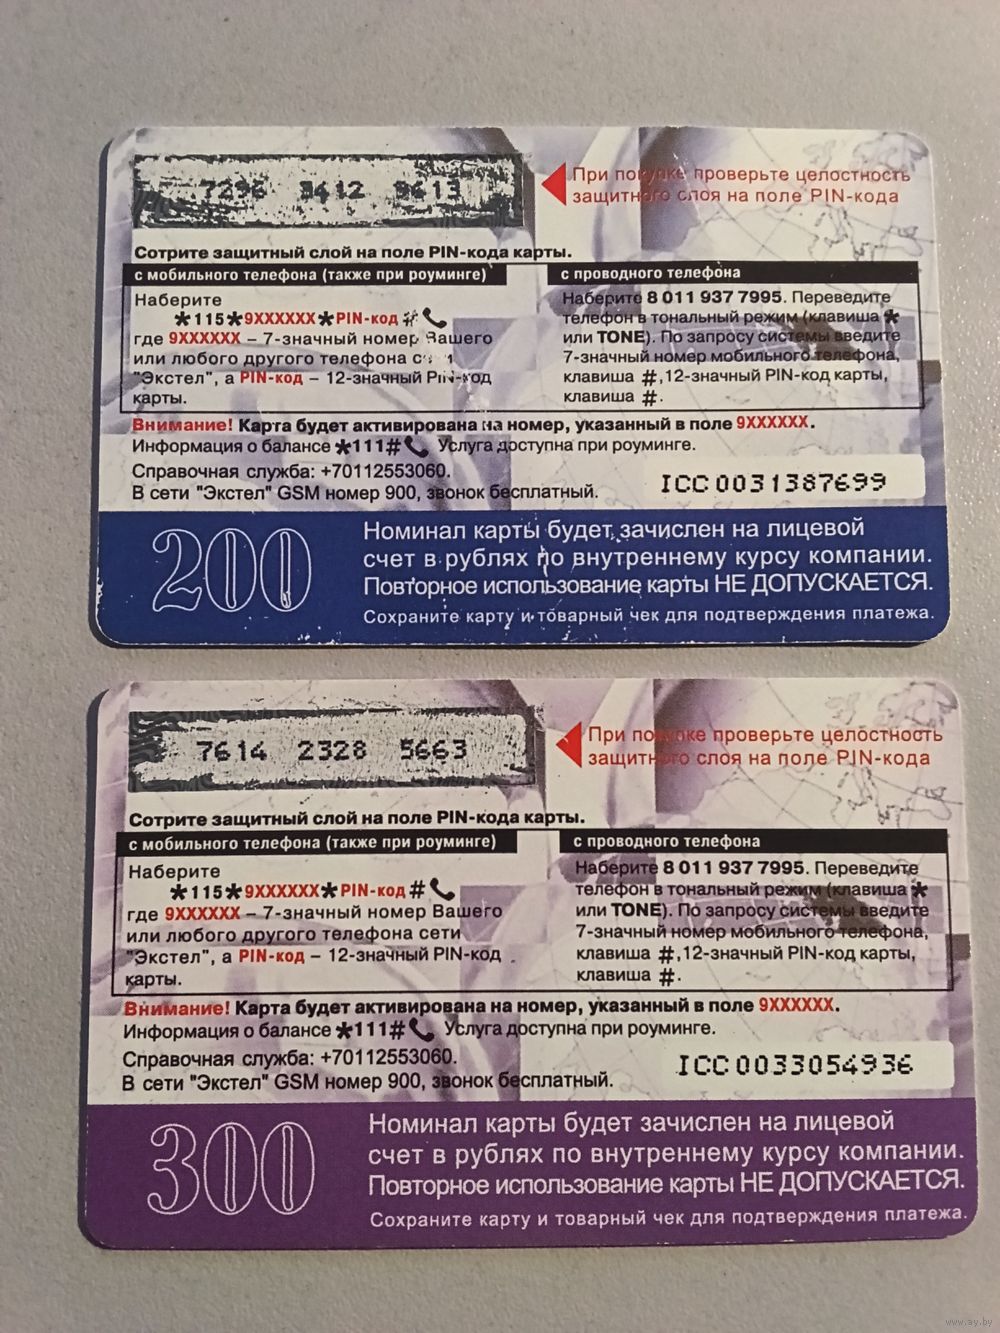 7296 3412 9613
При покупке проверьте целостность
защитного слоя на поле PIN-кода
Сотрите защитный слой на поле PIN-кода карты.
с мобильного телефона (также при роуминге)
Наберите
*115*9XXXXXX*PIN-код #
где 9XXXXXX – 7-значный номер Вашего
или любого другого телефона сети
"Экстел", а PIN-код – 12-значный PIN-код
карты.
с проводного телефона
Наберите 8 011 937 7995. Переведите
телефон в тональный режим (клавиша *
или TONE). По запросу системы введите
7-значный номер мобильного телефона,
клавиша #,12-значный PIN-код карты,
клавиша #.
Внимание! Карта будет активирована на номер, указанный в поле 9XXXXXX.
Информация о балансе *111# Услуга доступна при роуминге.
Справочная служба: +70112553060.
В сети "Экстел" GSM номер 900, звонок бесплатный.
ICC 0031387699
200
Номинал карты будет зачислен на лицевой
счет в рублях по внутреннему курсу компании.
Повторное использование карты НЕ ДОПУСКАЕТСЯ.
Сохраните карту и товарный чек для подтверждения платежа.
7614 2328 5663
При покупке проверьте целостность
защитного слоя на поле PIN-кода
Сотрите защитный слой на поле PIN-кода карты.
с мобильного телефона (также при роуминге)
Наберите
*115*9XXXXXX*PIN-код #
где 9XXXXXX – 7-значный номер Вашего
или любого другого телефона сети
"Экстел", а PIN-код – 12-значный PIN-код
карты.
с проводного телефона
Наберите 8 011 937 7995. Переведите
телефон в тональный режим (клавиша *
или TONE). По запросу системы введите
7-значный номер мобильного телефона,
клавиша #,12-значный PIN-код карты,
клавиша #.
Внимание! Карта будет активирована на номер, указанный в поле 9XXXXXX.
Информация о балансе *111# Услуга доступна при роуминге.
Справочная служба: +70112553060.
В сети "Экстел" GSM номер 900, звонок бесплатный.
ICC 0033054936
300
Номинал карты будет зачислен на лицевой
счет в рублях по внутреннему курсу компании.
Повторное использование карты НЕ ДОПУСКАЕТСЯ.
Сохраните карту и товарный чек для подтверждения платежа.
www.ay.by